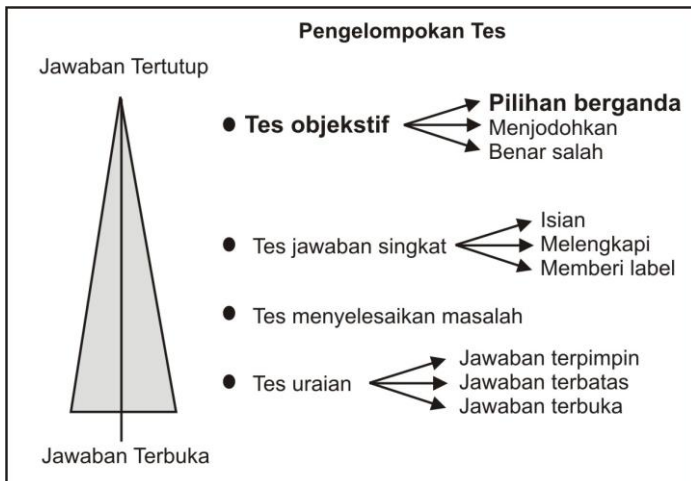 Pengelompokan Tes
Jawaban Tertutup
Tes objekstif
Pilihan berganda
Menjodohkan
Benar salah
Tes jawaban singkat
Isian
Melengkapi
Memberi label
Tes menyelesaikan masalah
Tes uraian
Jawaban terpimpin
Jawaban terbatas
Jawaban terbuka
Jawaban Terbuka